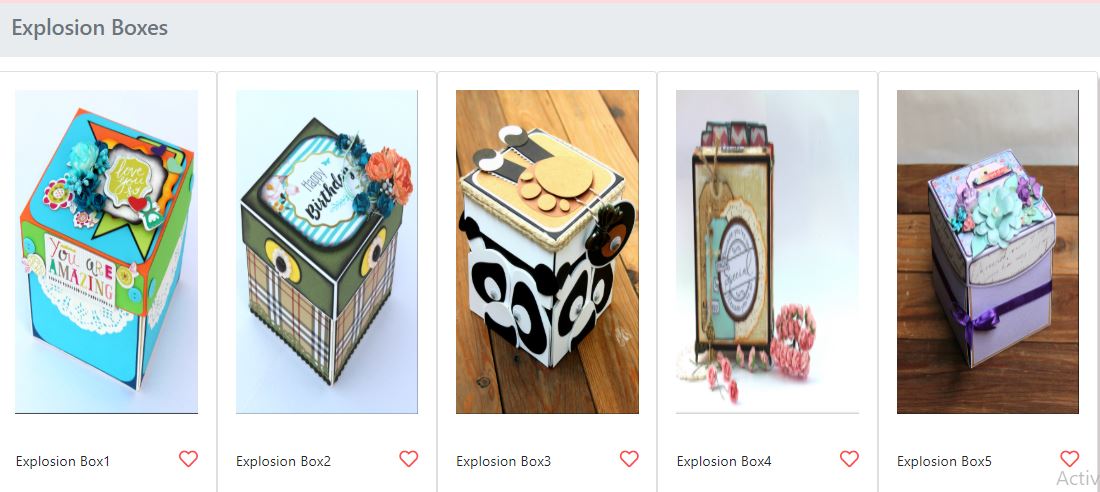 Explosion Boxes
love
you
YOU ARE
AMAZING
Happy
Birthday
Special
Explosion Box1
Explosion Box2
Explosion Box3
Explosion Box4
Explosion Box5
Activ